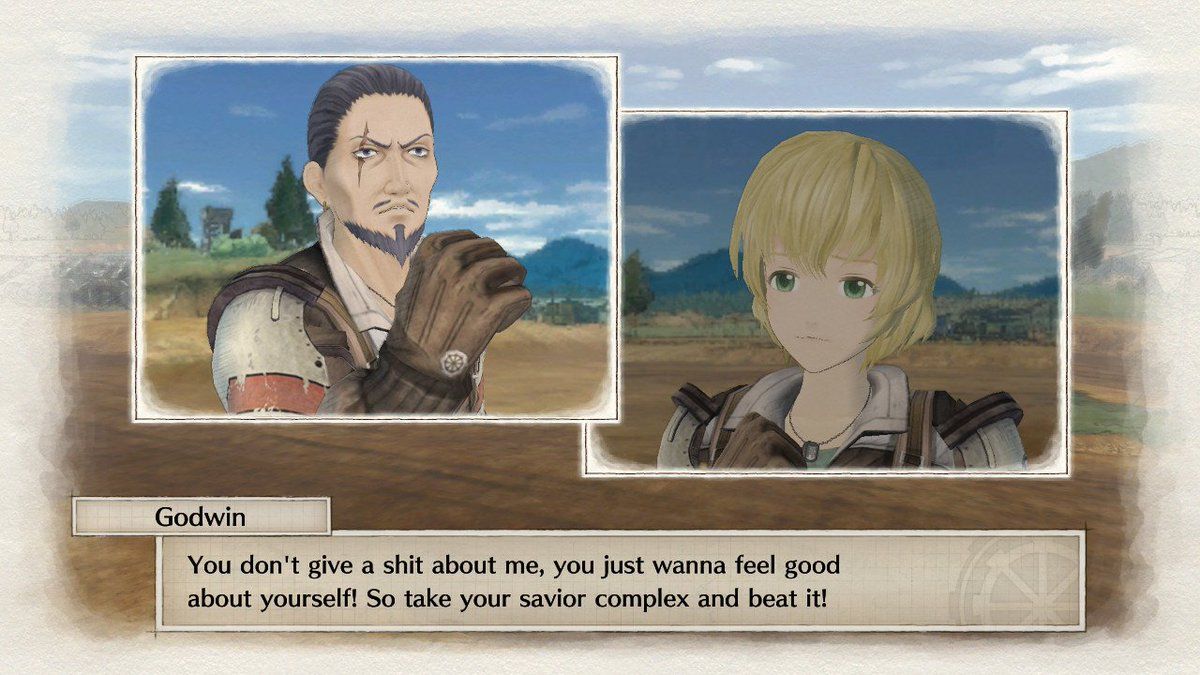 Godwin
You don't give a shit about me, you just wanna feel good
about yourself! So take your savior complex and beat it!